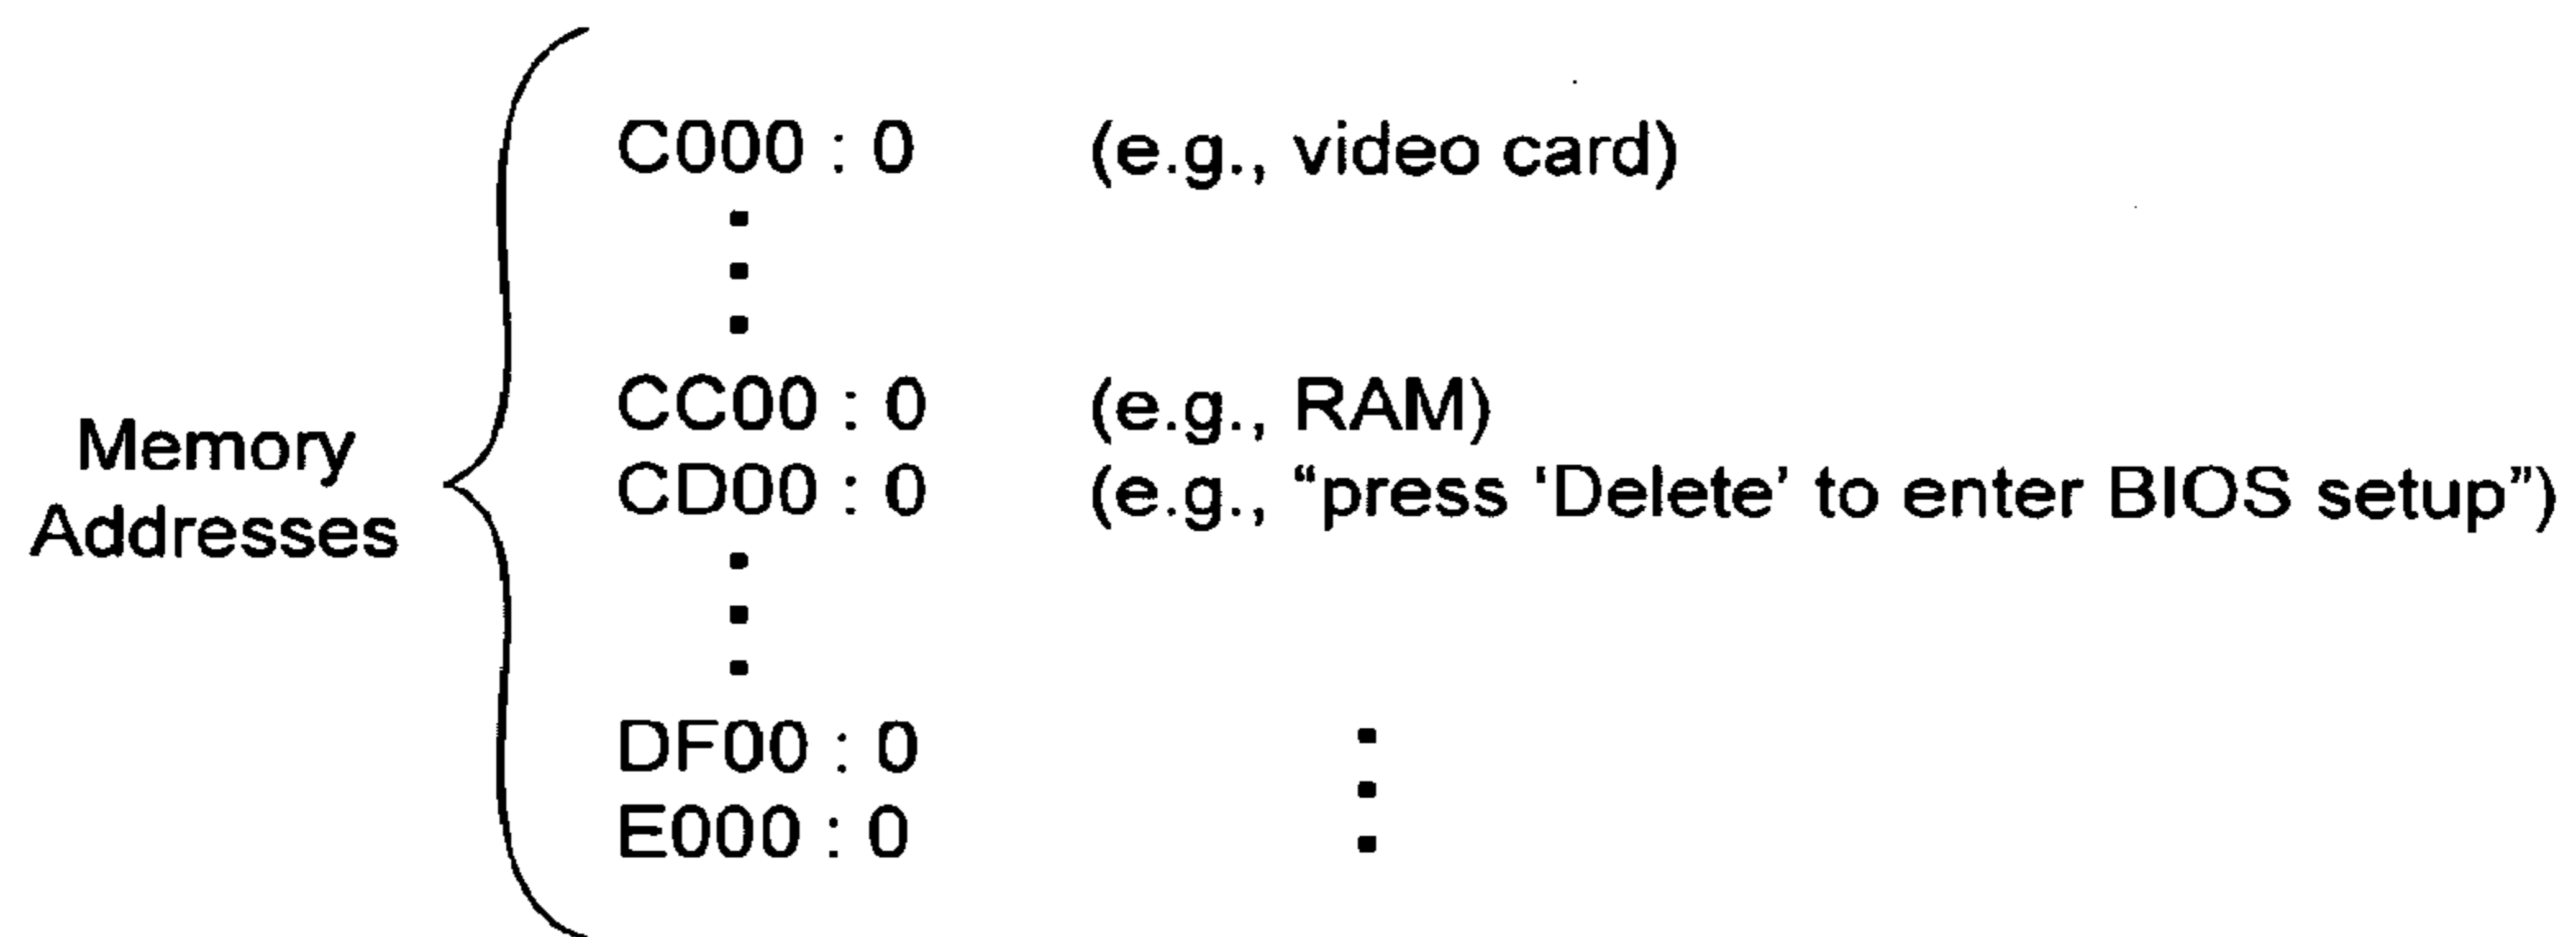 C000 : 0 (e.g., video card)
CC00 : 0 (e.g., RAM)
Memory
Addresses
CD00 : 0 (e.g., “press ‘Delete’ to enter BIOS setup”)
DF00 : 0
E000 : 0